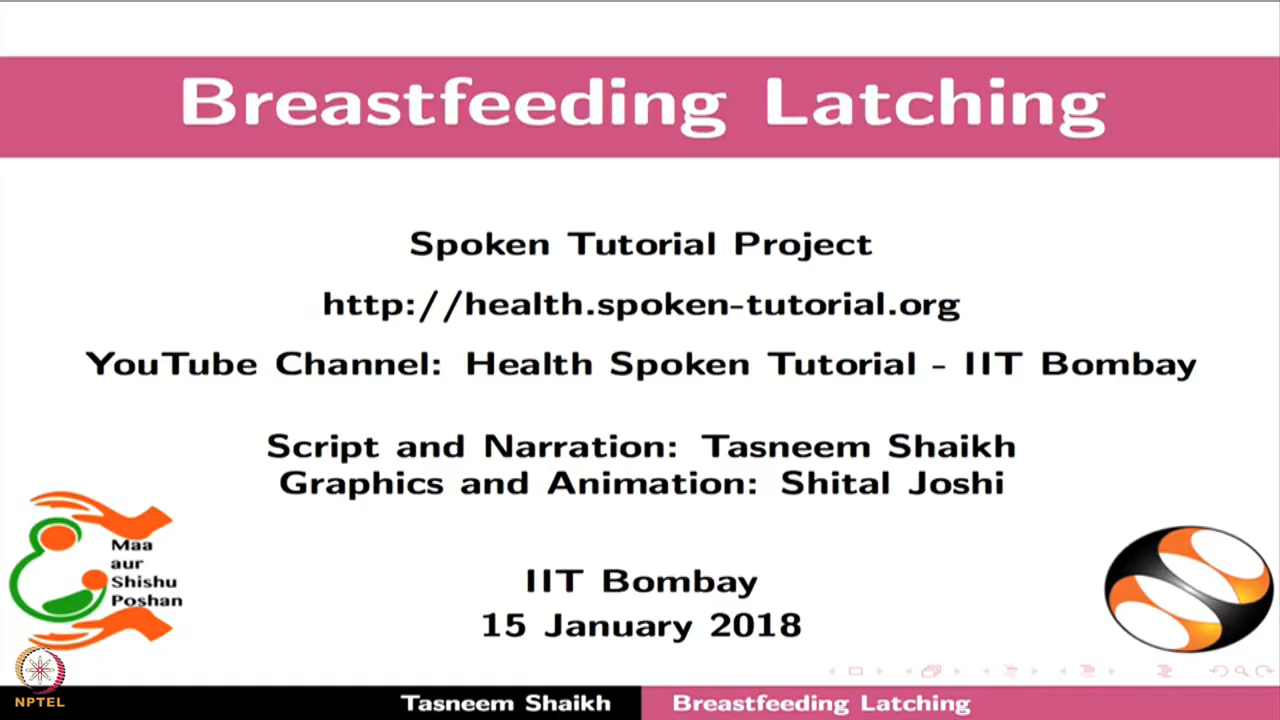 Breastfeeding Latching
Spoken Tutorial Project
http://health.spoken-tutorial.org
YouTube Channel: Health Spoken Tutorial - IIT Bombay
Script and Narration: Tasneem Shaikh
Graphics and Animation: Shital Joshi
Maa
aur
Shishu
Poshan
IIT Bombay
15 January 2018
NPTEL
Tasneem Shaikh
Breastfeeding Latching